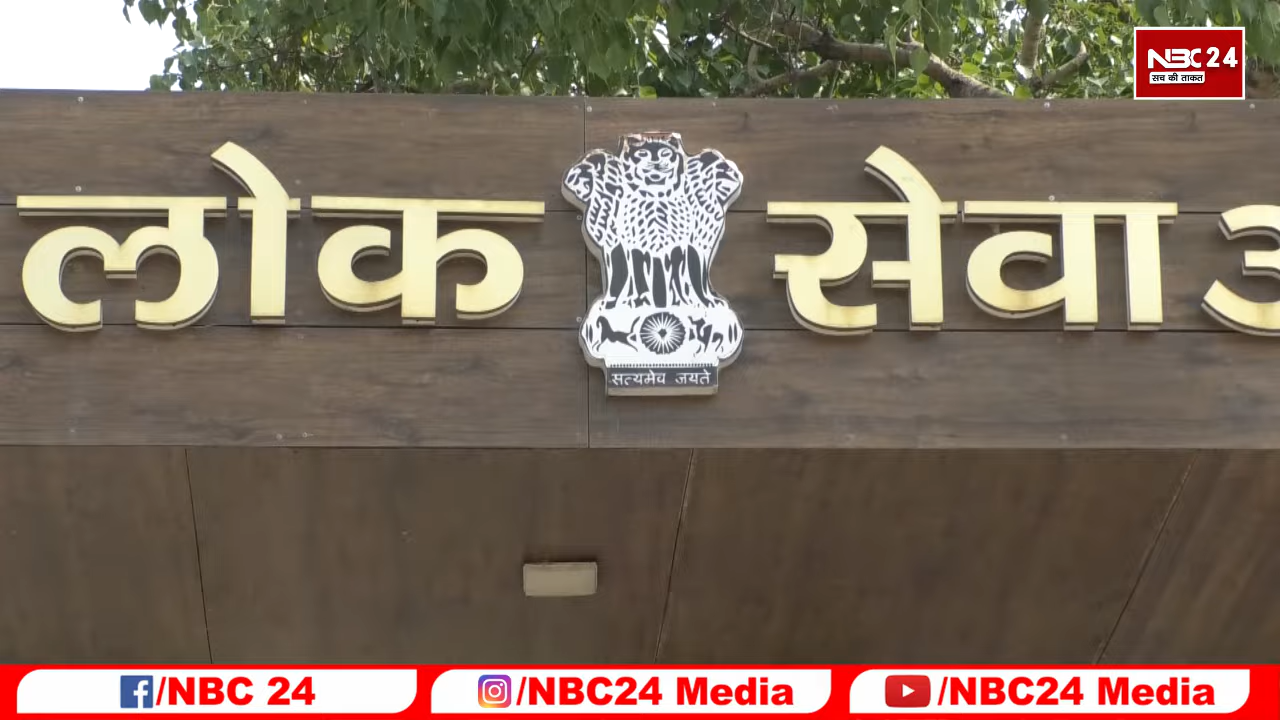 NBC 24
सच की ताकत
लोक सेवा
सत्यमेव जयते
/NBC 24
/NBC24 Media
/NBC24 Media